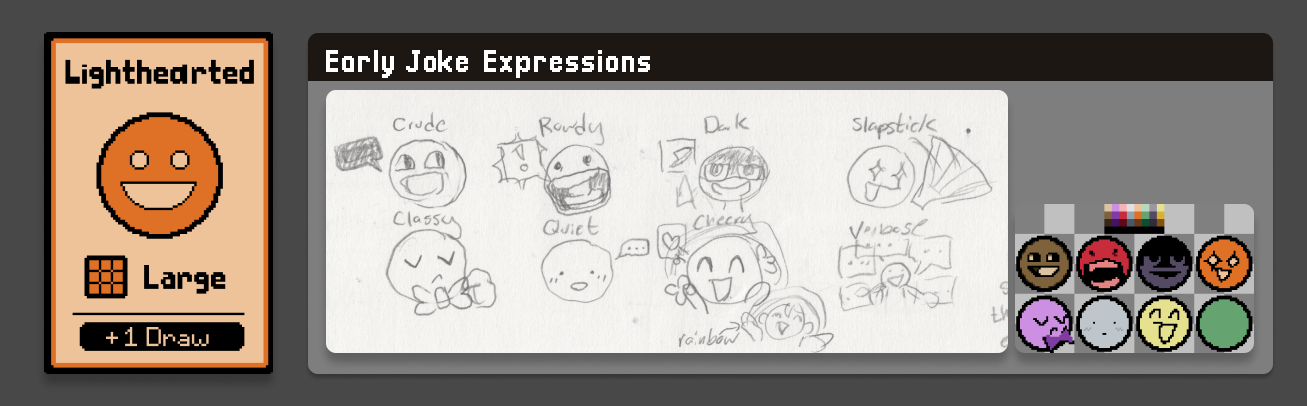 Lighthearted
Large
+1 Draw
Early Joke Expressions
Crude Rowdy Dark Slapstick
!
Classy Quiet Cheery Verbose
...
rainbow